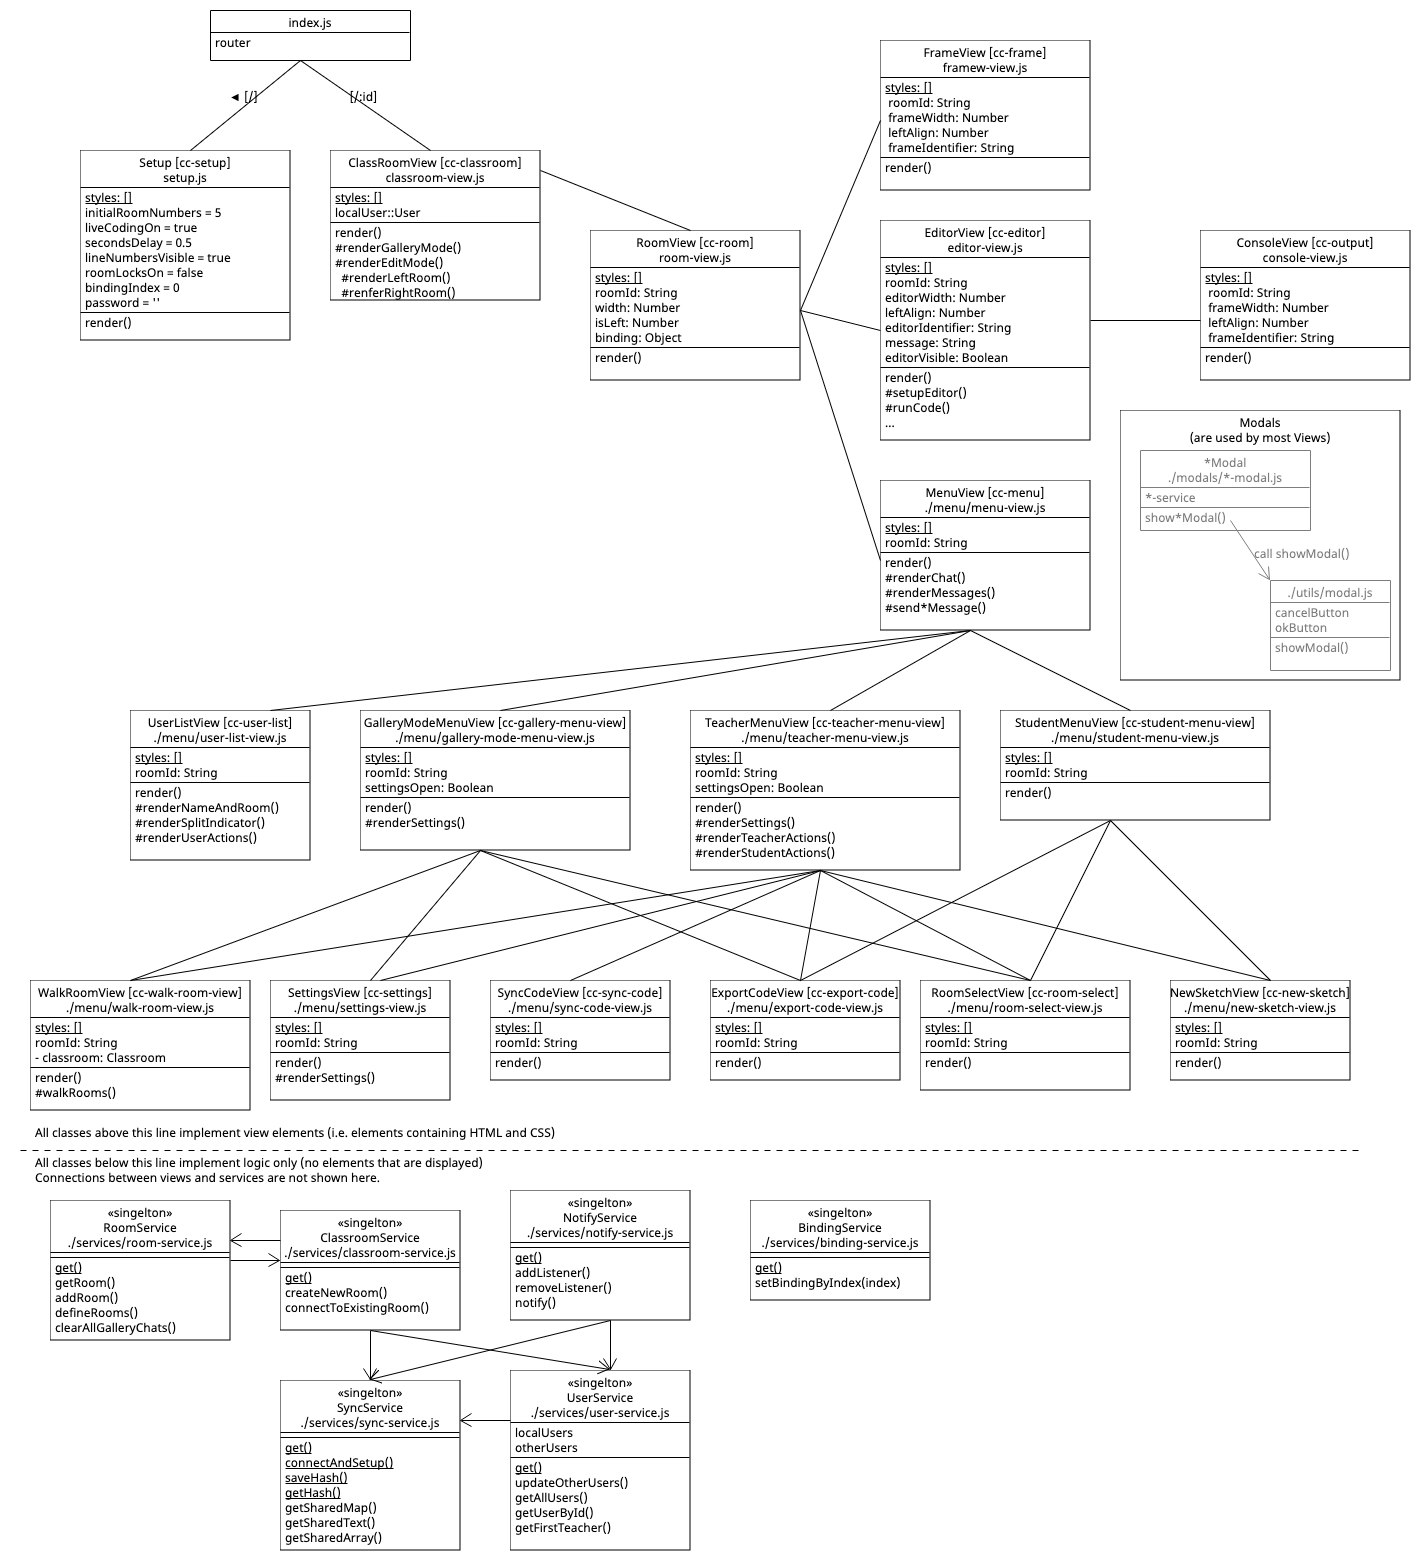 index.js
router
◄ [/]
[/:id]
Setup [cc-setup]
setup.js
styles: []
initialRoomNumbers = 5
liveCodingOn = true
secondsDelay = 0.5
lineNumbersVisible = true
roomLocksOn = false
bindingIndex = 0
password = ''
render()
ClassRoomView [cc-classroom]
classroom-view.js
styles: []
localUser::User
render()
#renderGalleryMode()
#renderEditMode()
#renderLeftRoom()
#renferRightRoom()
RoomView [cc-room]
room-view.js
styles: []
roomId: String
width: Number
isLeft: Number
binding: Object
render()
FrameView [cc-frame]
framew-view.js
styles: []
roomId: String
frameWidth: Number
leftAlign: Number
frameIdentifier: String
render()
EditorView [cc-editor]
editor-view.js
styles: []
roomId: String
editorWidth: Number
leftAlign: Number
editorIdentifier: String
message: String
editorVisible: Boolean
render()
#setupEditor()
#runCode()
...
ConsoleView [cc-output]
console-view.js
styles: []
roomId: String
frameWidth: Number
leftAlign: Number
frameIdentifier: String
render()
Modals
(are used by most Views)
*Modal
./modals/*-modal.js
*-service
show*Modal()
call showModal()
./utils/modal.js
cancelButton
okButton
showModal()
MenuView [cc-menu]
./menu/menu-view.js
styles: []
roomId: String
render()
#renderChat()
#renderMessages()
#send*Message()
UserListView [cc-user-list]
./menu/user-list-view.js
styles: []
roomId: String
render()
#renderNameAndRoom()
#renderSplitIndicator()
#renderUserActions()
GalleryModeMenuView [cc-gallery-menu-view]
./menu/gallery-mode-menu-view.js
styles: []
roomId: String
settingsOpen: Boolean
render()
#renderSettings()
TeacherMenuView [cc-teacher-menu-view]
./menu/teacher-menu-view.js
styles: []
roomId: String
settingsOpen: Boolean
render()
#renderSettings()
#renderTeacherActions()
#renderStudentActions()
StudentMenuView [cc-student-menu-view]
./menu/student-menu-view.js
styles: []
roomId: String
render()
WalkRoomView [cc-walk-room-view]
./menu/walk-room-view.js
styles: []
roomId: String
- classroom: Classroom
render()
#walkRooms()
SettingsView [cc-settings]
./menu/settings-view.js
styles: []
roomId: String
render()
#renderSettings()
SyncCodeView [cc-sync-code]
./menu/sync-code-view.js
styles: []
roomId: String
render()
ExportCodeView [cc-export-code]
./menu/export-code-view.js
styles: []
roomId: String
render()
RoomSelectView [cc-room-select]
./menu/room-select-view.js
styles: []
roomId: String
render()
NewSketchView [cc-new-sketch]
./menu/new-sketch-view.js
styles: []
roomId: String
render()
All classes above this line implement view elements (i.e. elements containing HTML and CSS)
All classes below this line implement logic only (no elements that are displayed)
Connections between views and services are not shown here.
«singelton»
RoomService
./services/room-service.js
get()
getRoom()
addRoom()
defineRooms()
clearAllGalleryChats()
«singelton»
ClassroomService
./services/classroom-service.js
get()
createNewRoom()
connectToExistingRoom()
«singelton»
NotifyService
./services/notify-service.js
get()
addListener()
removeListener()
notify()
«singelton»
BindingService
./services/binding-service.js
get()
setBindingByIndex(index)
«singelton»
SyncService
./services/sync-service.js
get()
connectAndSetup()
saveHash()
getHash()
getSharedMap()
getSharedText()
getSharedArray()
«singelton»
UserService
./services/user-service.js
localUsers
otherUsers
get()
updateOtherUsers()
getAllUsers()
getUserById()
getFirstTeacher()